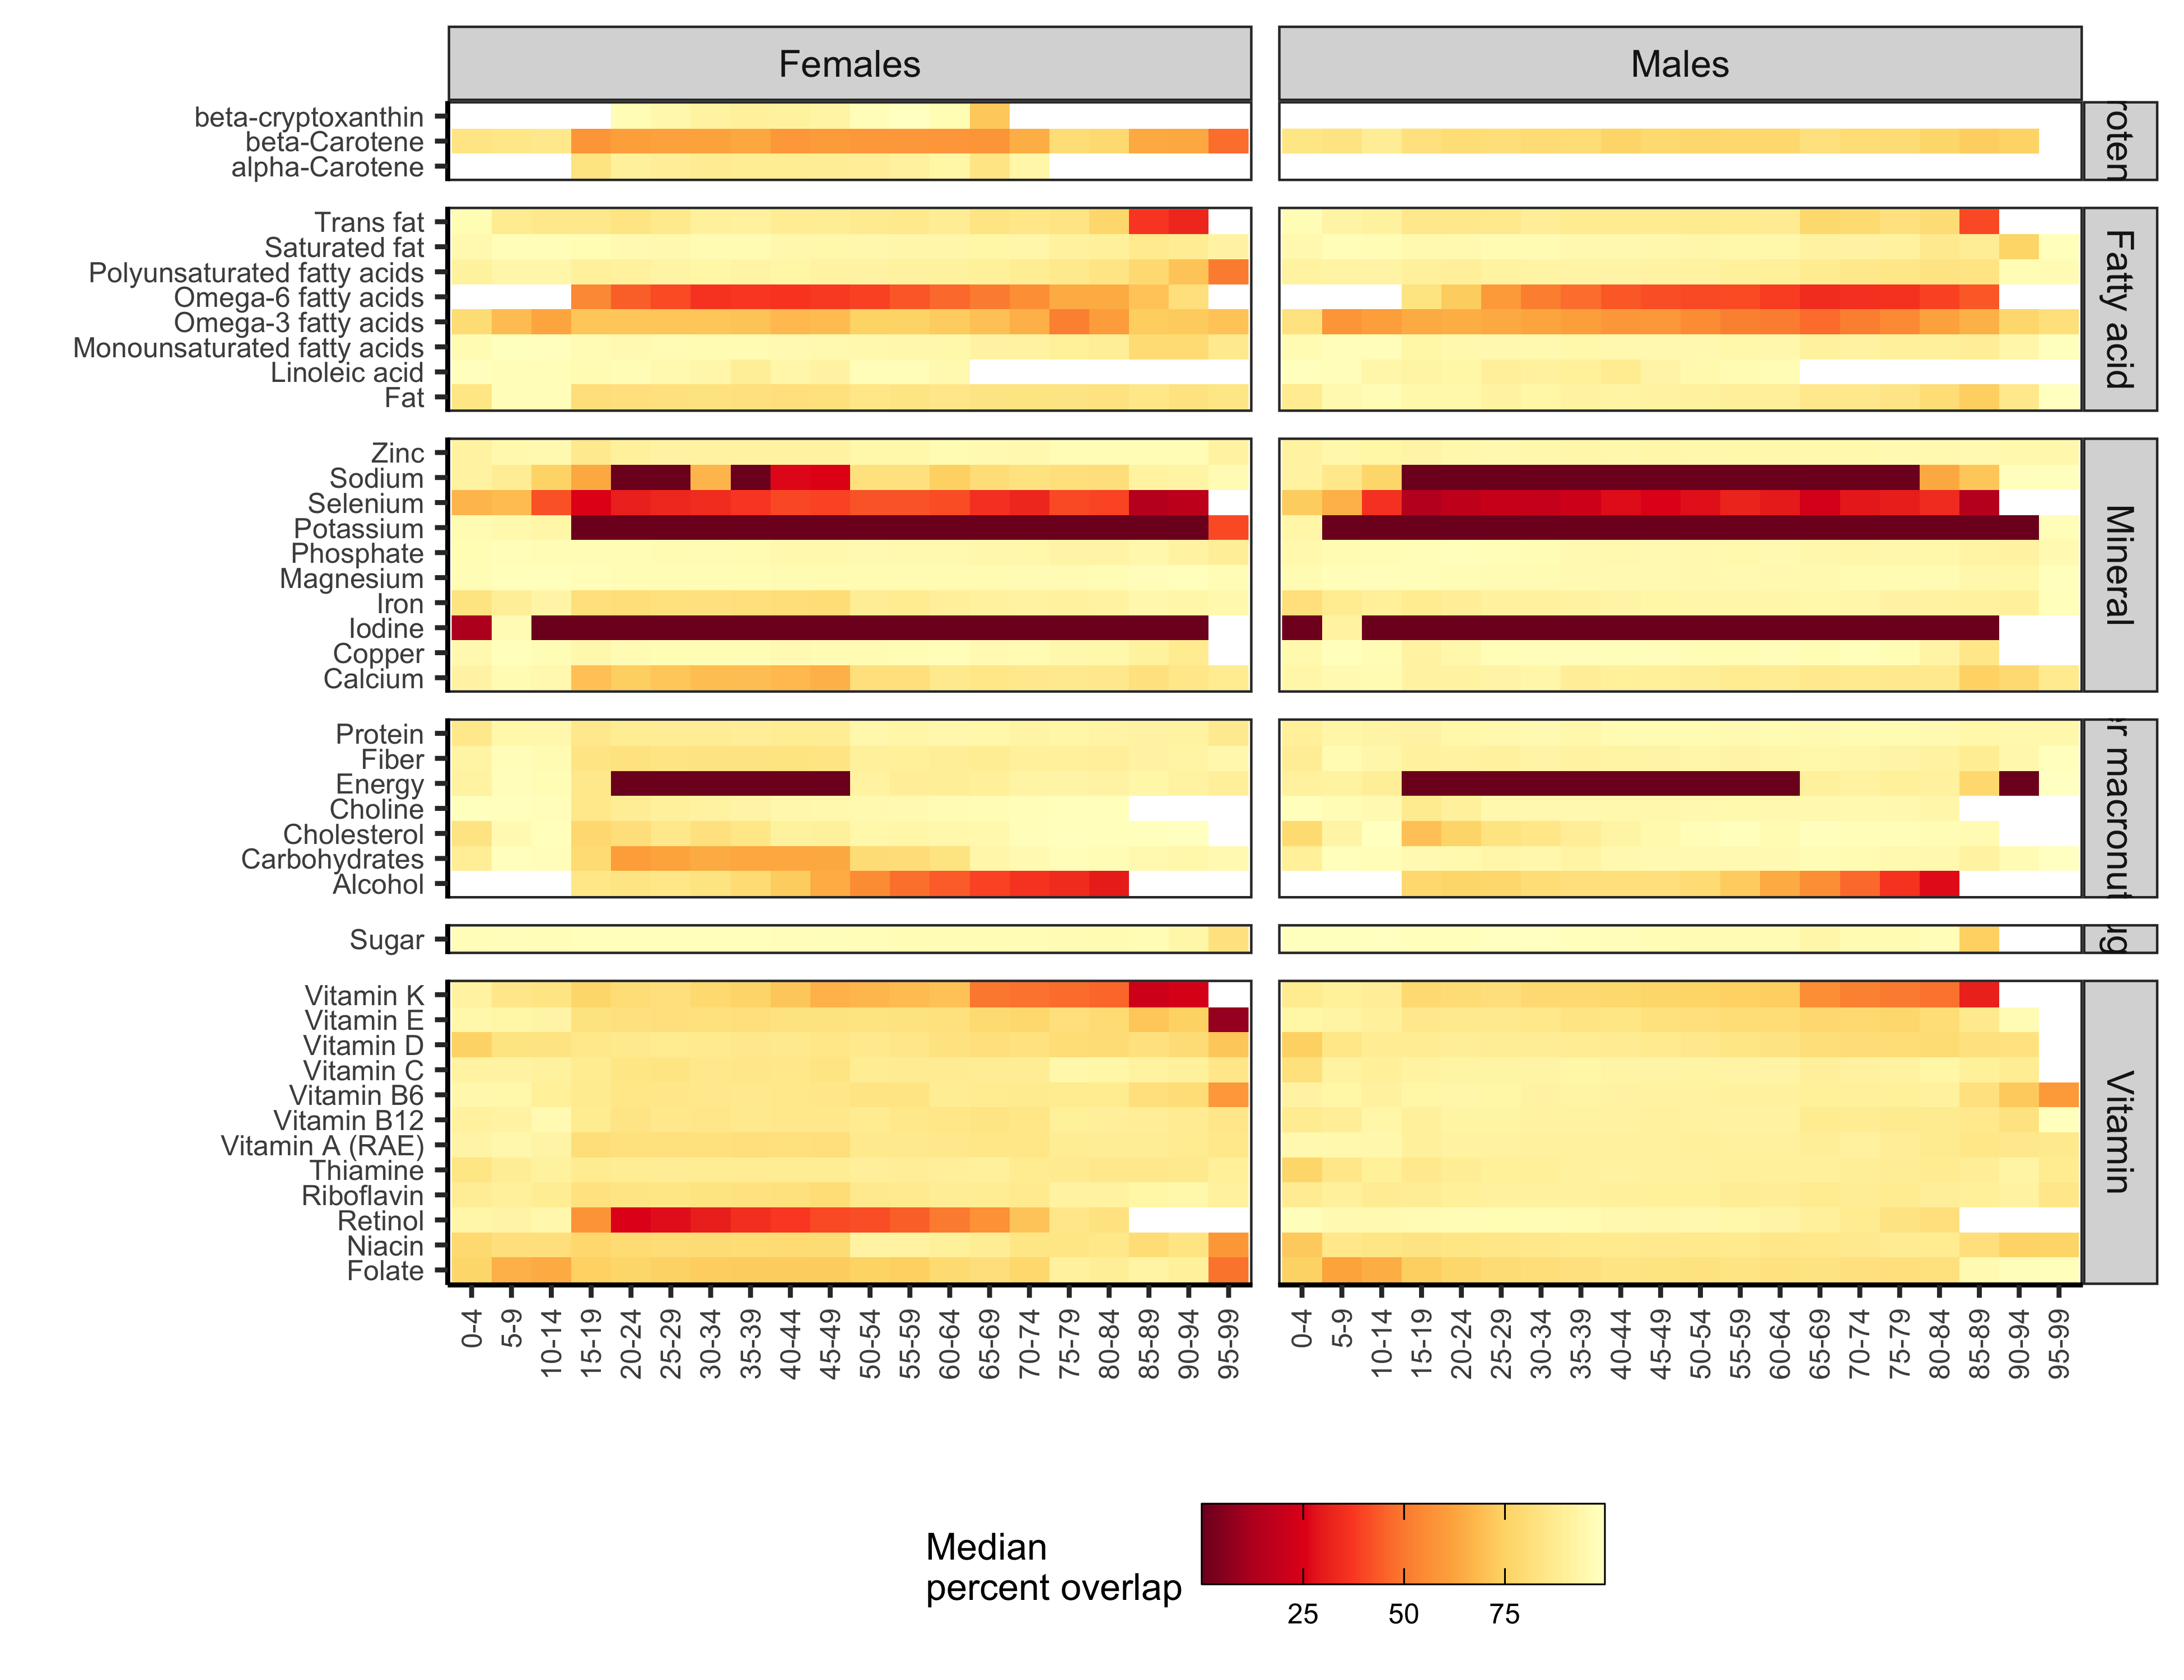 Females
Males
beta-cryptoxanthin
beta-Carotene
alpha-Carotene
roten
Trans fat
Saturated fat
Polyunsaturated fatty acids
Omega-6 fatty acids
Omega-3 fatty acids
Monounsaturated fatty acids
Linoleic acid
Fat
Fatty acid
Zinc
Sodium
Selenium
Potassium
Phosphate
Magnesium
Iron
Iodine
Copper
Calcium
Mineral
Protein
Fiber
Energy
Choline
Cholesterol
Carbohydrates
Alcohol
er macronut
Sugar
ug
Vitamin K
Vitamin E
Vitamin D
Vitamin C
Vitamin B6
Vitamin B12
Vitamin A (RAE)
Thiamine
Riboflavin
Retinol
Niacin
Folate
Vitamin
0-4 5-9 10-14 15-19 20-24 25-29 30-34 35-39 40-44 45-49 50-54 55-59 60-64 65-69 70-74 75-79 80-84 85-89 90-94 95-99
0-4 5-9 10-14 15-19 20-24 25-29 30-34 35-39 40-44 45-49 50-54 55-59 60-64 65-69 70-74 75-79 80-84 85-89 90-94 95-99
Median
percent overlap
25 50 75